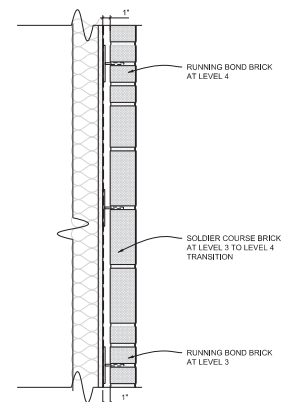 1"
RUNNING BOND BRICK
AT LEVEL 4
SOLDIER COURSE BRICK
AT LEVEL 3 TO LEVEL 4
TRANSITION
RUNNING BOND BRICK
AT LEVEL 3
1"